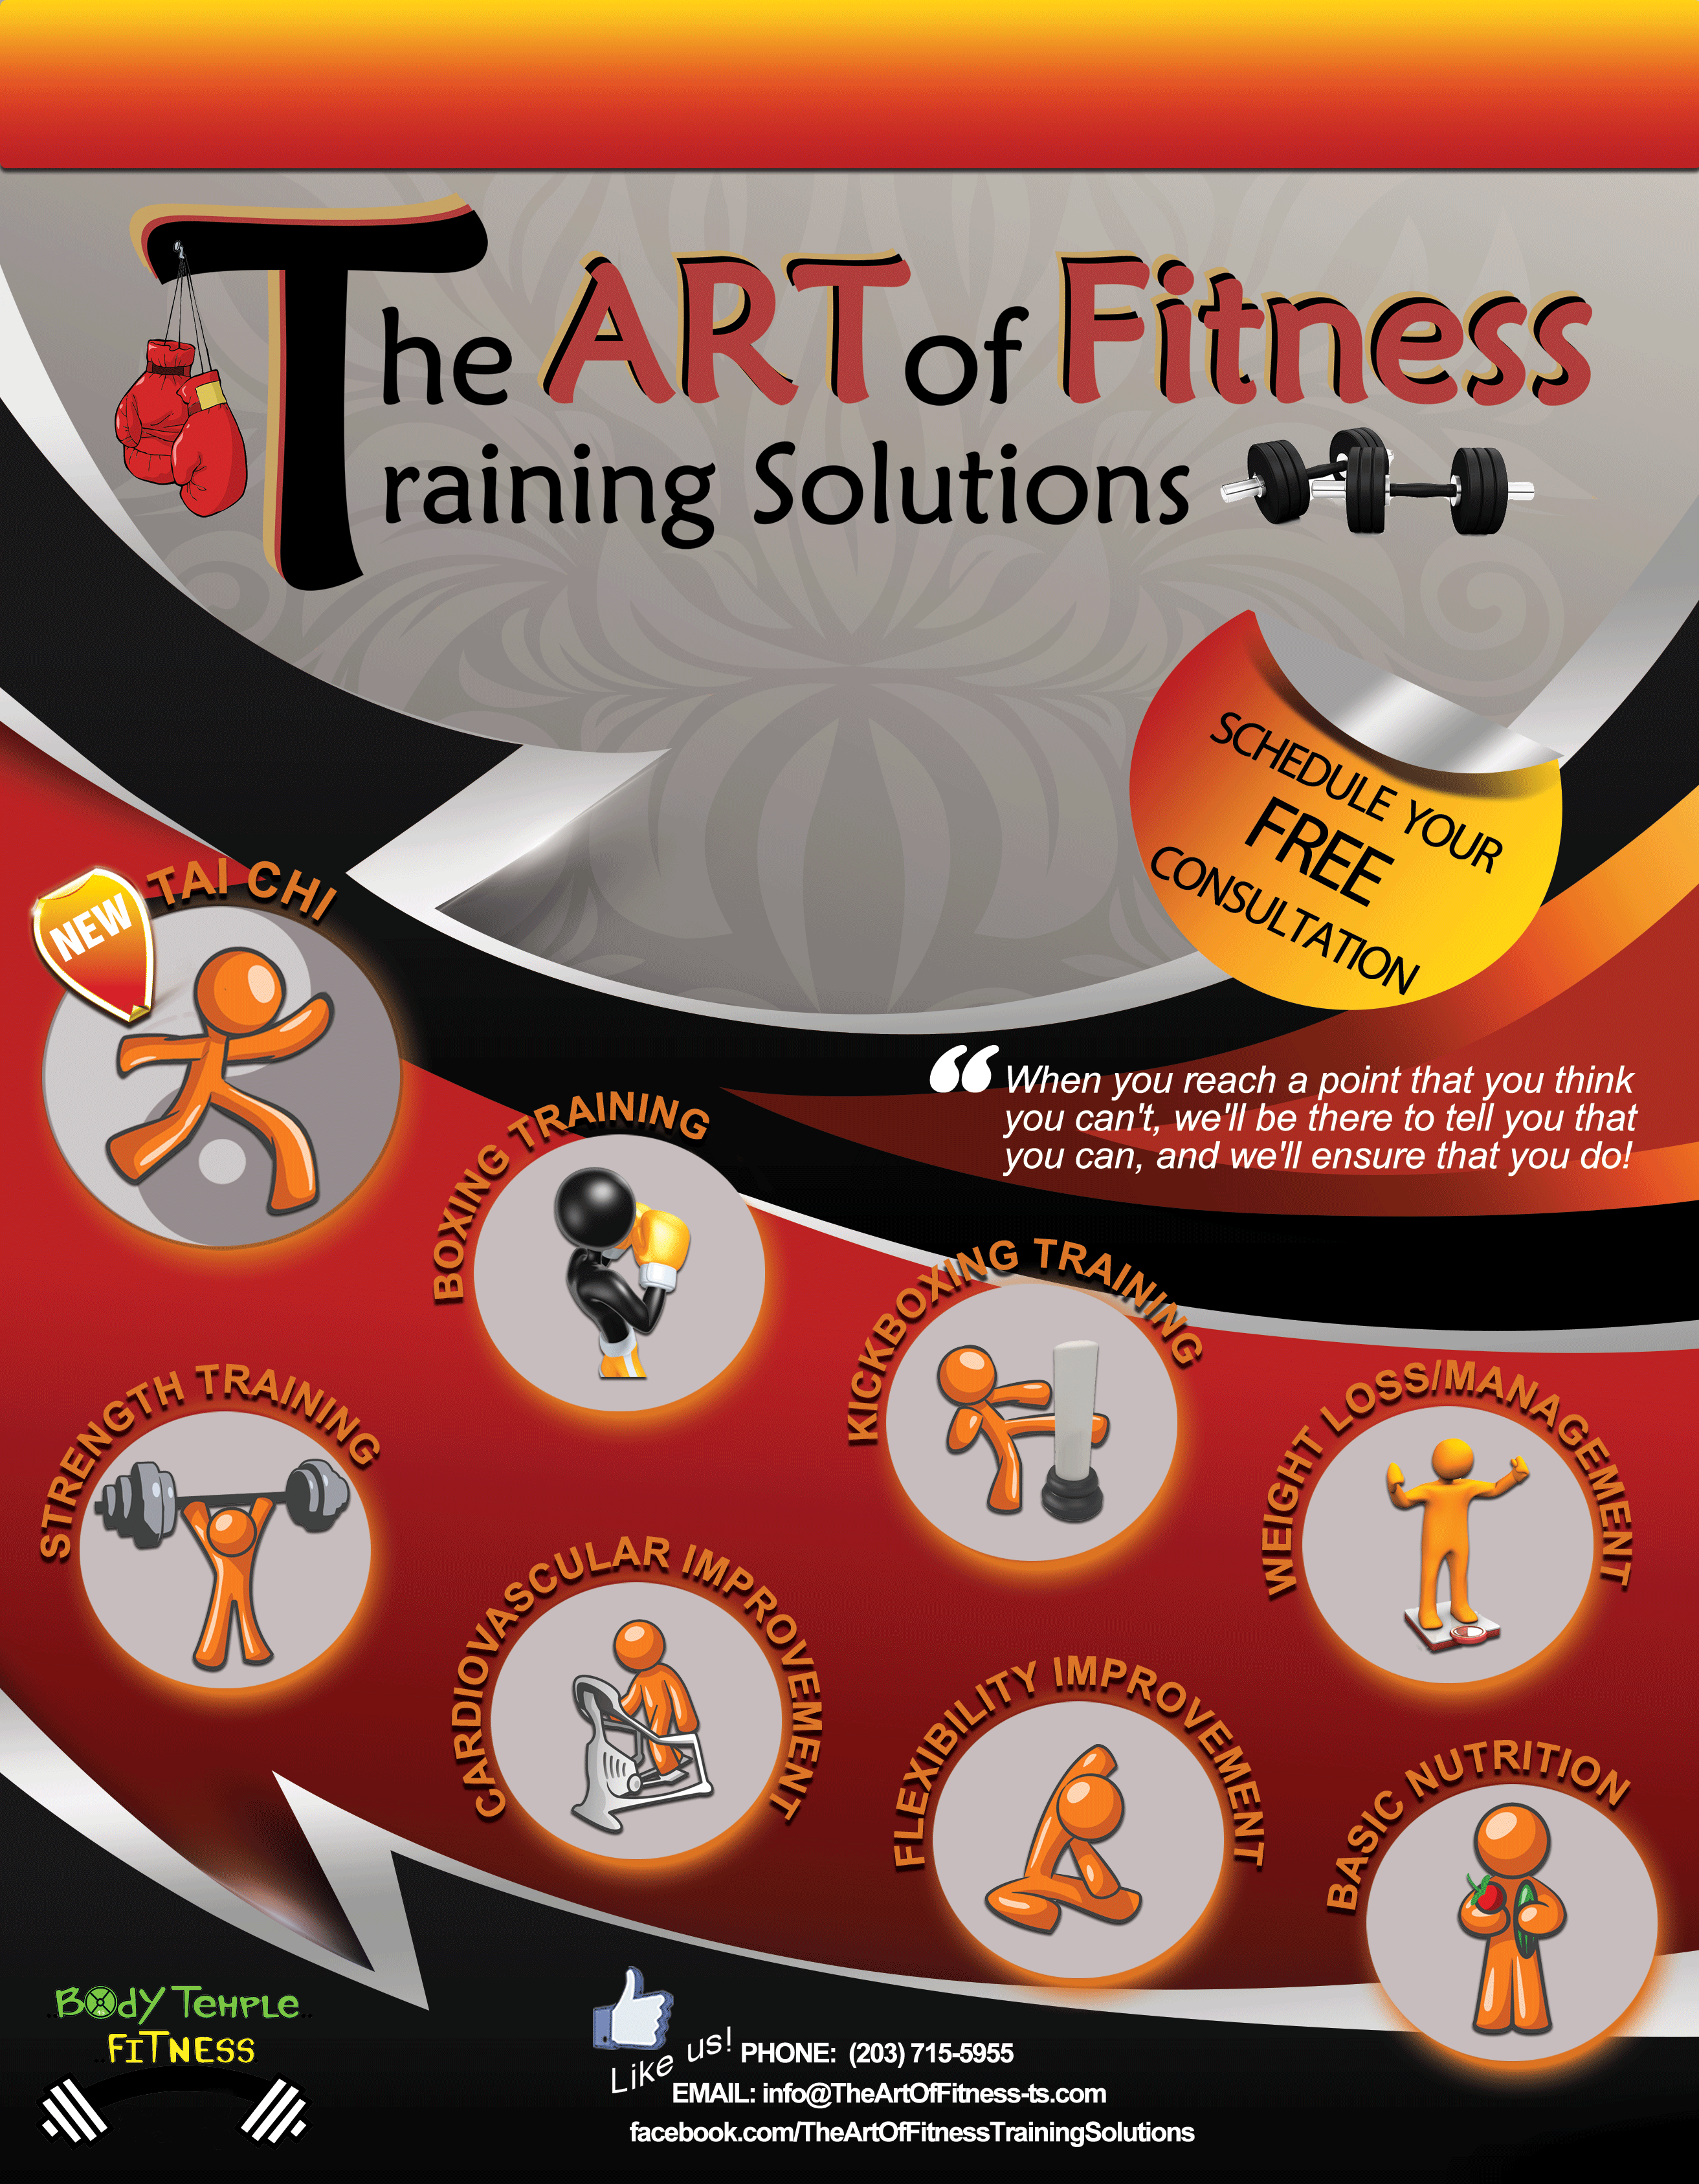 The ART of Fitness
Training Solutions
SCHEDULE YOUR
FREE
CONSULTATION
NEW
TAI CHI
“ When you reach a point that you think
you can't, we'll be there to tell you that
you can, and we'll ensure that you do!
BOXING TRAINING
KICKBOXING TRAINING
STRENGTH TRAINING
WEIGHT LOSS/MANAGEMENT
CARDIOVASCULAR IMPROVEMENT
FLEXIBILITY IMPROVEMENT
BASIC NUTRITION
BOdY TEMPLE
FiTNESS
Like us!
PHONE: (203) 715-5955
EMAIL: info@TheArtOfFitness-ts.com
facebook.com/TheArtOfFitnessTrainingSolutions